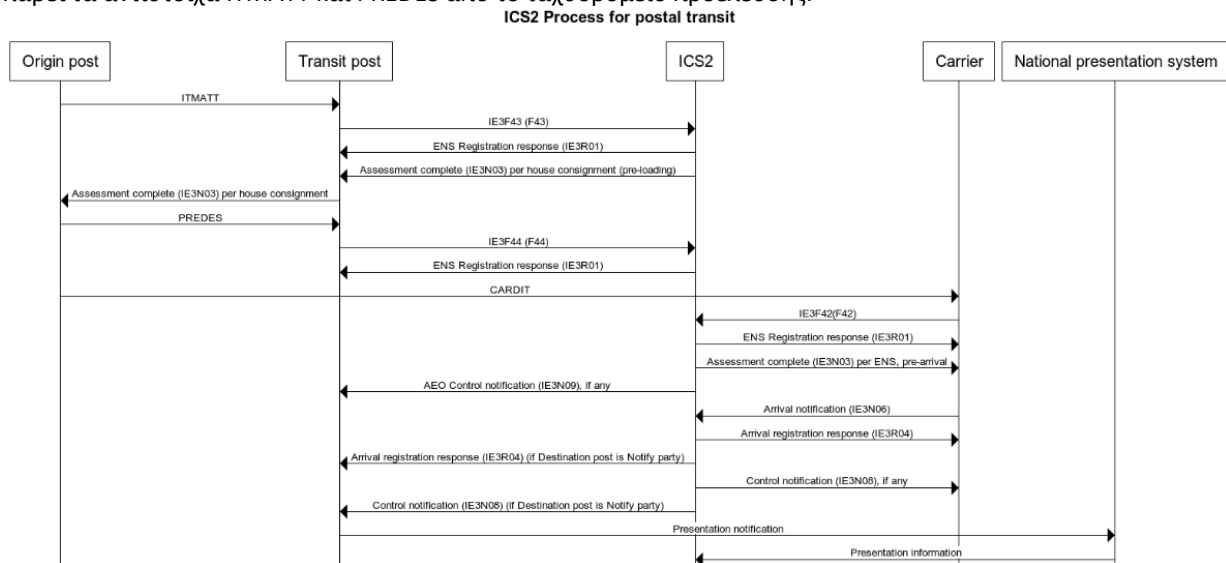 ICS2 Process for postal transit
Origin post
Transit post
ICS2
Carrier
National presentation system
ITMATT
IE3F43 (F43)
ENS Registration response (IE3R01)
Assessment complete (IE3N03) per house consignment (pre-loading)
Assessment complete (IE3N03) per house consignment
PREDES
IE3F44 (F44)
ENS Registration response (IE3R01)
CARDIT
IE3F42(F42)
ENS Registration response (IE3R01)
Assessment complete (IE3N03) per ENS, pre-arrival
AEO Control notification (IE3N09), if any
Arrival notification (IE3N06)
Arrival registration response (IE3R04)
Arrival registration response (IE3R04) (if Destination post is Notify party)
Control notification (IE3N08), if any
Control notification (IE3N08) (if Destination post is Notify party)
Presentation notification
Presentation information